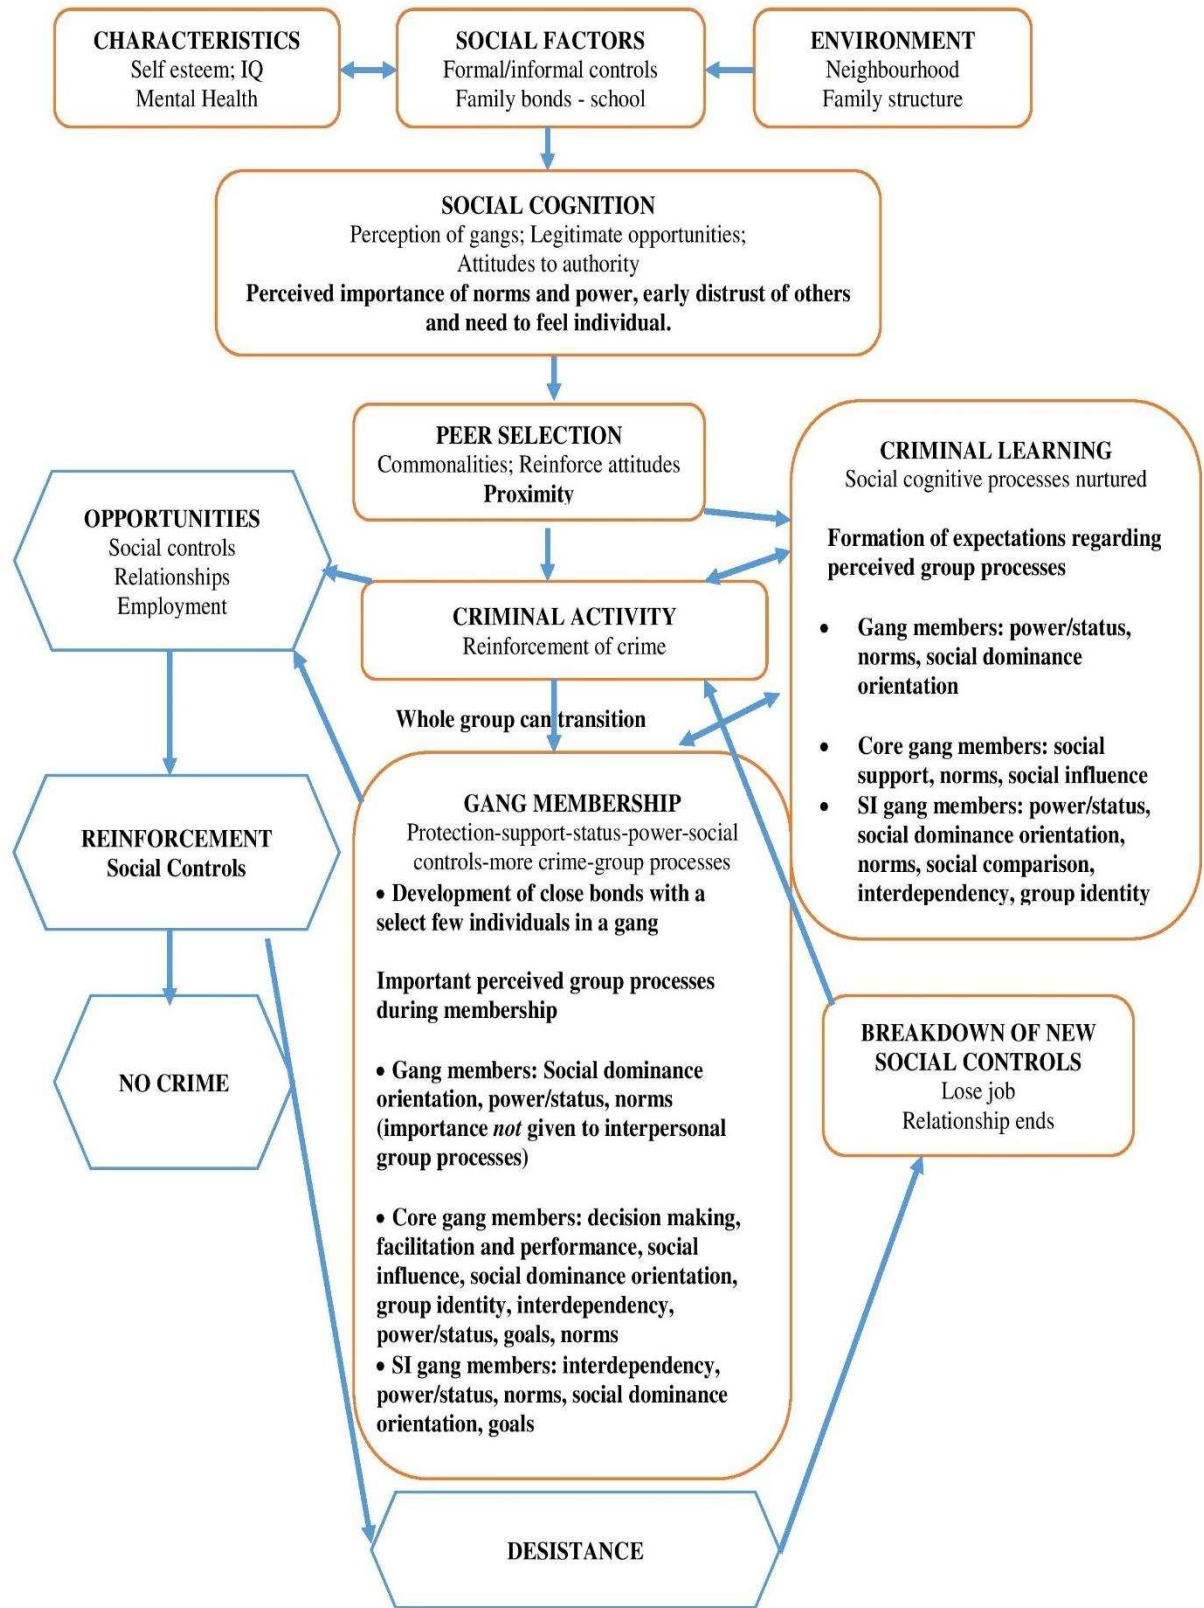 CHARACTERISTICS
Self esteem; IQ
Mental Health
SOCIAL FACTORS
Formal/informal controls
Family bonds - school
ENVIRONMENT
Neighbourhood
Family structure
SOCIAL COGNITION
Perception of gangs; Legitimate opportunities;
Attitudes to authority
Perceived importance of norms and power, early distrust of others
and need to feel individual.
PEER SELECTION
Commonalities; Reinforce attitudes
Proximity
CRIMINAL LEARNING
Social cognitive processes nurtured
Formation of expectations regarding
perceived group processes
• Gang members: power/status,
norms, social dominance
orientation
• Core gang members: social
support, norms, social influence
• SI gang members: power/status,
social dominance orientation,
norms, social comparison,
interdependency, group identity
OPPORTUNITIES
Social controls
Relationships
Employment
CRIMINAL ACTIVITY
Reinforcement of crime
Whole group can transition
REINFORCEMENT
Social Controls
GANG MEMBERSHIP
Protection-support-status-power-social
controls-more crime-group processes
• Development of close bonds with a
select few individuals in a gang
Important perceived group processes
during membership
• Gang members: Social dominance
orientation, power/status, norms
(importance not given to interpersonal
group processes)
• Core gang members: decision making,
facilitation and performance, social
influence, social dominance orientation,
group identity, interdependency,
power/status, goals, norms
• SI gang members: interdependency,
power/status, norms, social dominance
orientation, goals
NO CRIME
BREAKDOWN OF NEW
SOCIAL CONTROLS
Lose job
Relationship ends
DESISTANCE